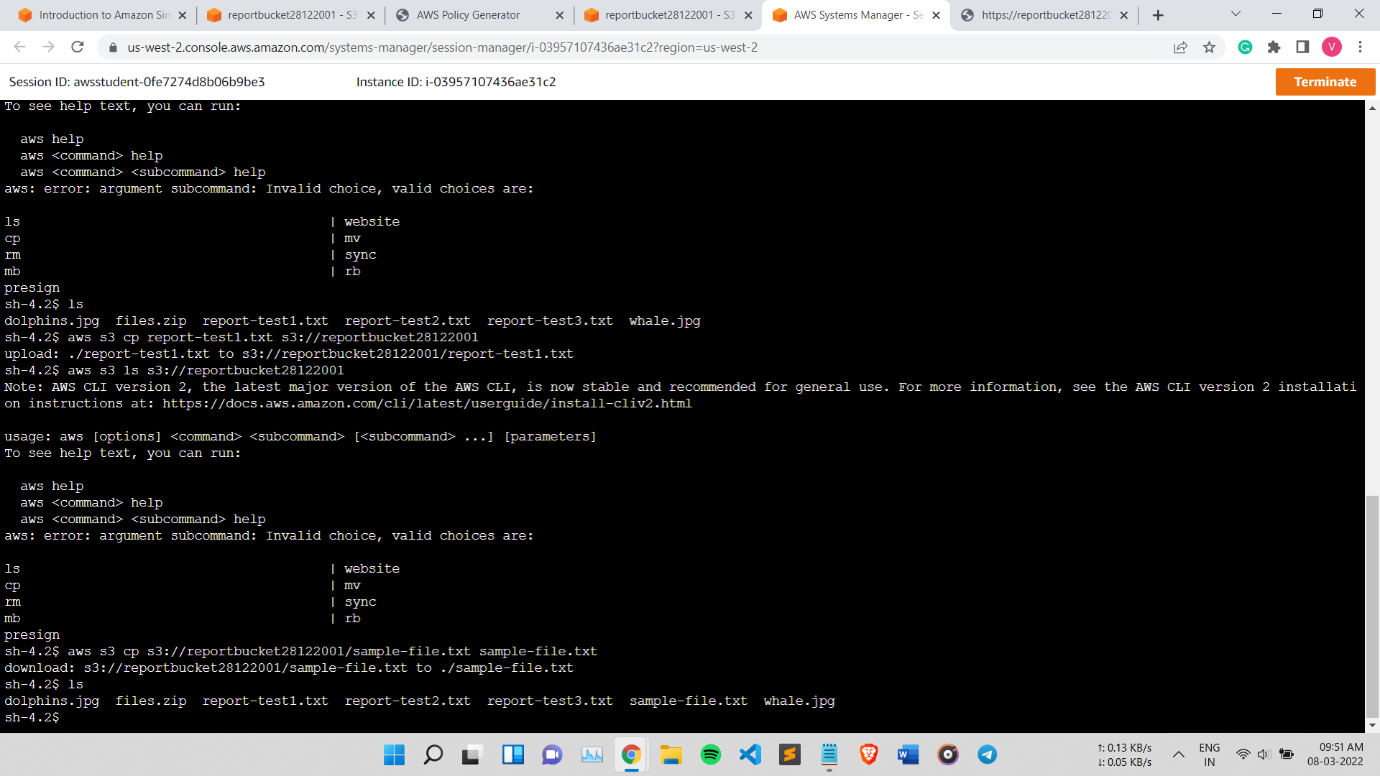 Introduction to Amazon Sim
reportbucket28122001 - S3
AWS Policy Generator
reportbucket28122001 - S3
AWS Systems Manager - Se
https://reportbucket281220
us-west-2.console.aws.amazon.com/systems-manager/session-manager/i-03957107436ae31c2?region=us-west-2
V
Session ID: awsstudent-0fe7274d8b06b9be3 Instance ID: i-03957107436ae31c2
Terminate
To see help text, you can run:
aws help
aws <command> help
aws <command> <subcommand> help
aws: error: argument subcommand: Invalid choice, valid choices are:
ls | website
cp | mv
rm | sync
mb | rb
presign
sh-4.2$ ls
dolphins.jpg files.zip report-test1.txt report-test2.txt report-test3.txt whale.jpg
sh-4.2$ aws s3 cp report-test1.txt s3://reportbucket28122001
upload: ./report-test1.txt to s3://reportbucket28122001/report-test1.txt
sh-4.2$ aws s3 ls s3://reportbucket28122001
Note: AWS CLI version 2, the latest major version of the AWS CLI, is now stable and recommended for general use. For more information, see the AWS CLI version 2 installati
on instructions at: https://docs.aws.amazon.com/cli/latest/userguide/install-cliv2.html
usage: aws [options] <command> <subcommand> [<subcommand> ...] [parameters]
To see help text, you can run:
aws help
aws <command> help
aws <command> <subcommand> help
aws: error: argument subcommand: Invalid choice, valid choices are:
ls | website
cp | mv
rm | sync
mb | rb
presign
sh-4.2$ aws s3 cp s3://reportbucket28122001/sample-file.txt sample-file.txt
download: s3://reportbucket28122001/sample-file.txt to ./sample-file.txt
sh-4.2$ ls
dolphins.jpg files.zip report-test1.txt report-test2.txt report-test3.txt sample-file.txt whale.jpg
sh-4.2$
↑: 0.13 KB/s
↓: 0.05 KB/s
ENG
IN
09:51 AM
08-03-2022